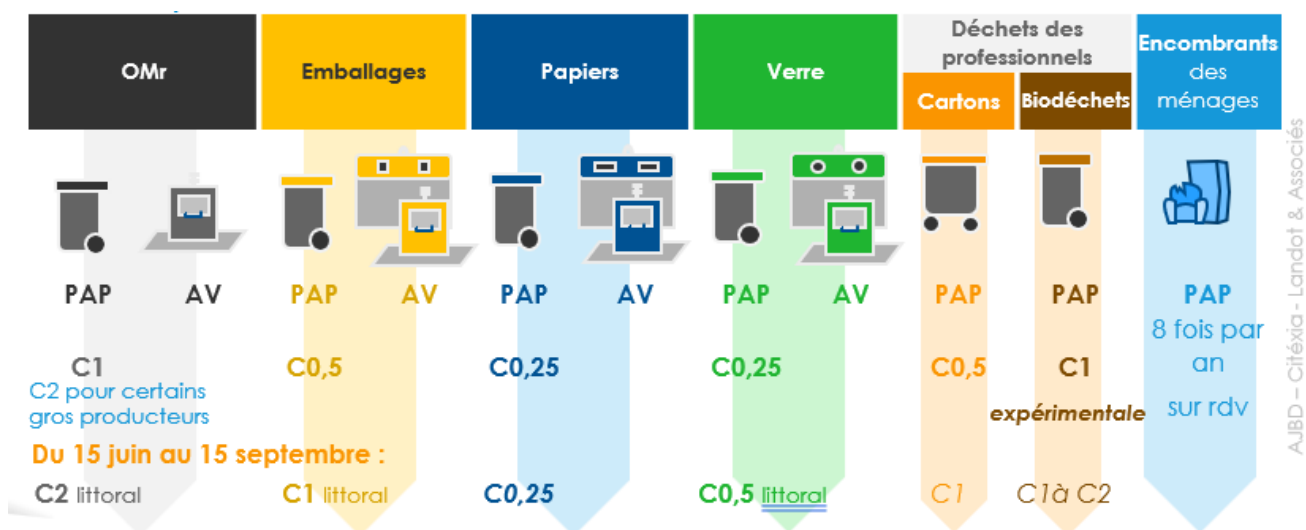 OMr
Emballages
Papiers
Verre
Déchets des
professionnels
Cartons
Biodéchets
Encombrants
des
ménages
PAP
AV
PAP
AV
PAP
AV
PAP
AV
PAP
PAP
PAP
8 fois par
an
sur rdv
C1
C2 pour certains
gros producteurs
C0,5
C0,25
C0,25
C0,5
C1
expérimentale
Du 15 juin au 15 septembre :
C2 littoral
C1 littoral
C0,25
C0,5 littoral
C1
C1à C2
AJBD – Citéxia - Landot & Associés